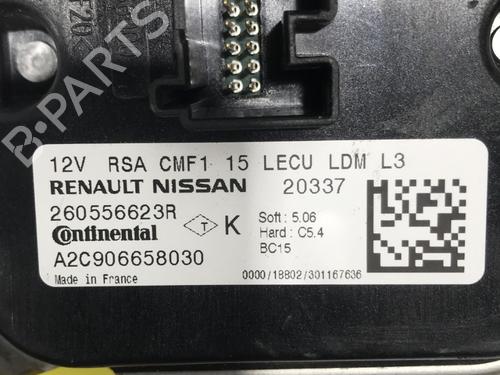 B-PARTS
12V RSA CMF1 15 LECU LDM L3
RENAULT NISSAN 20337
260556623R
Continental T K Soft : 5.06
Hard : C5.4
A2C906658030 BC15
Made in France 0000/18802/301167636